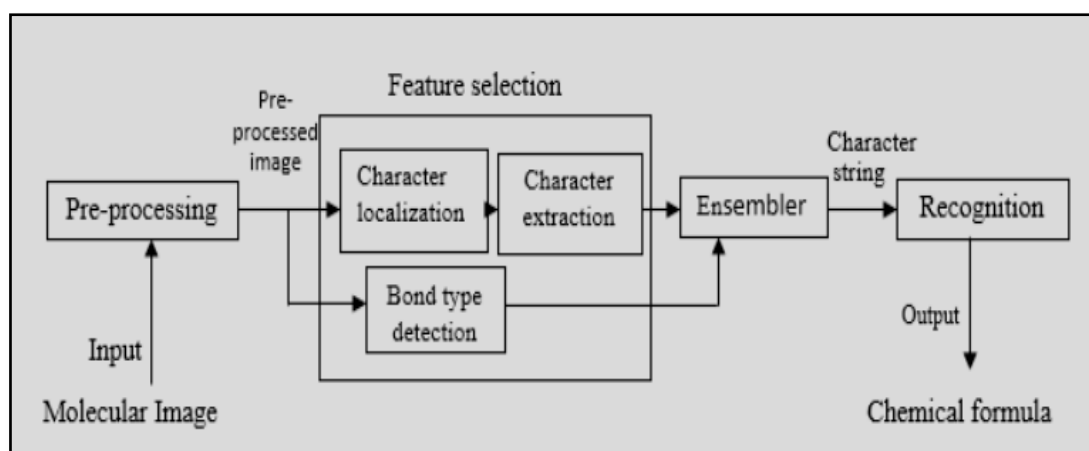 Feature selection
Pre-
processed
image
Character
string
Character
localization
Character
extraction
Pre-processing
Ensembler
Recognition
Bond type
detection
Input
Output
Molecular Image
Chemical formula